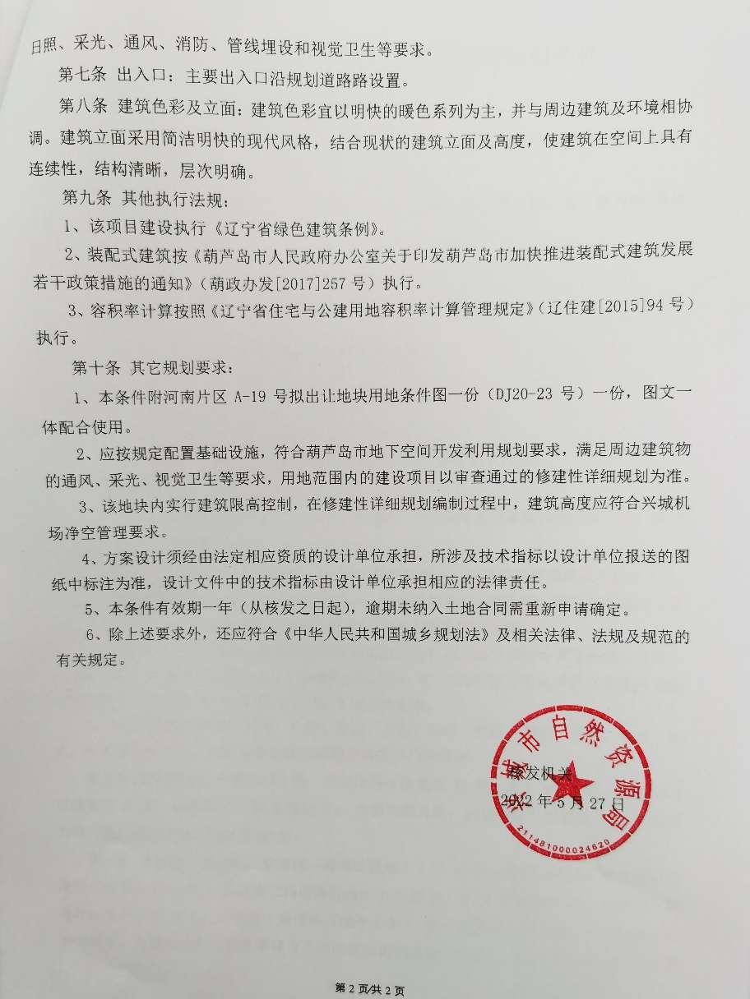 日照、采光、通风、消防、管线埋设和视觉卫生等要求。
第七条 出入口：主要出入口沿规划道路路设置。
第八条 建筑色彩及立面：建筑色彩宜以明快的暖色系列为主，并与周边建筑及环境相协
调。建筑立面采用简洁明快的现代风格，结合现状的建筑立面及高度，使建筑在空间上具有
连续性，结构清晰，层次明确。
第九条 其他执行法规：
1、该项目建设执行《辽宁省绿色建筑条例》。
2、装配式建筑按《葫芦岛市人民政府办公室关于印发葫芦岛市加快推进装配式建筑发展
若干政策措施的通知》（葫政办发[2017]257 号）执行。
3、容积率计算按照《辽宁省住宅与公建用地容积率计算管理规定》（辽住建[2015]94 号）
执行。
第十条 其它规划要求：
1、本条件附河南片区 A-19 号拟出让地块用地条件图一份（DJ20-23 号）一份，图文一
体配合使用。
2、应按规定配置基础设施，符合葫芦岛市地下空间开发利用规划要求，满足周边建筑物
的通风、采光、视觉卫生等要求，用地范围内的建设项目以审查通过的修建性详细规划为准。
3、该地块内实行建筑限高控制，在修建性详细规划编制过程中，建筑高度应符合兴城机
场净空管理要求。
4、方案设计须经由法定相应资质的设计单位承担，所涉及技术指标以设计单位报送的图
纸中标注为准，设计文件中的技术指标由设计单位承担相应的法律责任。
5、本条件有效期一年（从核发之日起），逾期未纳入土地合同需重新申请确定。
6、除上述要求外，还应符合《中华人民共和国城乡规划法》及相关法律、法规及规范的
有关规定。
兴城市自然资源局
核发机关
2022 年 5 月 27 日
211481000024620
第 2 页/共 2 页